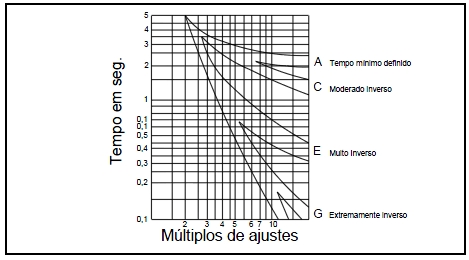 Tempo em seg.
5
4
3
2
1
0,1
0,1
0,5
0,4
0,3
0,2
0,1
2 3 4 5 6 7 10
Múltiplos de ajustes
A Tempo mínimo definido
C Moderado Inverso
E Muito Inverso
G Extremamente Inverso